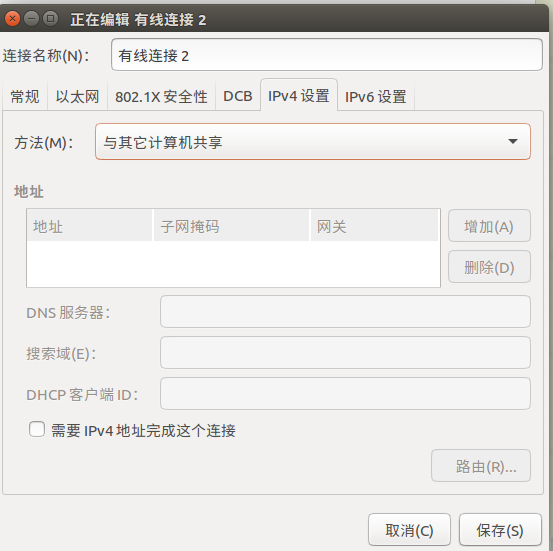 正在编辑 有线连接 2
连接名称(N)： 有线连接 2
常规 以太网 802.1X 安全性 DCB IPv4 设置 IPv6 设置
方法(M)： 与其它计算机共享
地址
地址 子网掩码 网关
增加(A)
删除(D)
DNS 服务器：
搜索域(E)：
DHCP 客户端 ID：
需要 IPv4 地址完成这个连接
路由(R)...
取消(C) 保存(S)